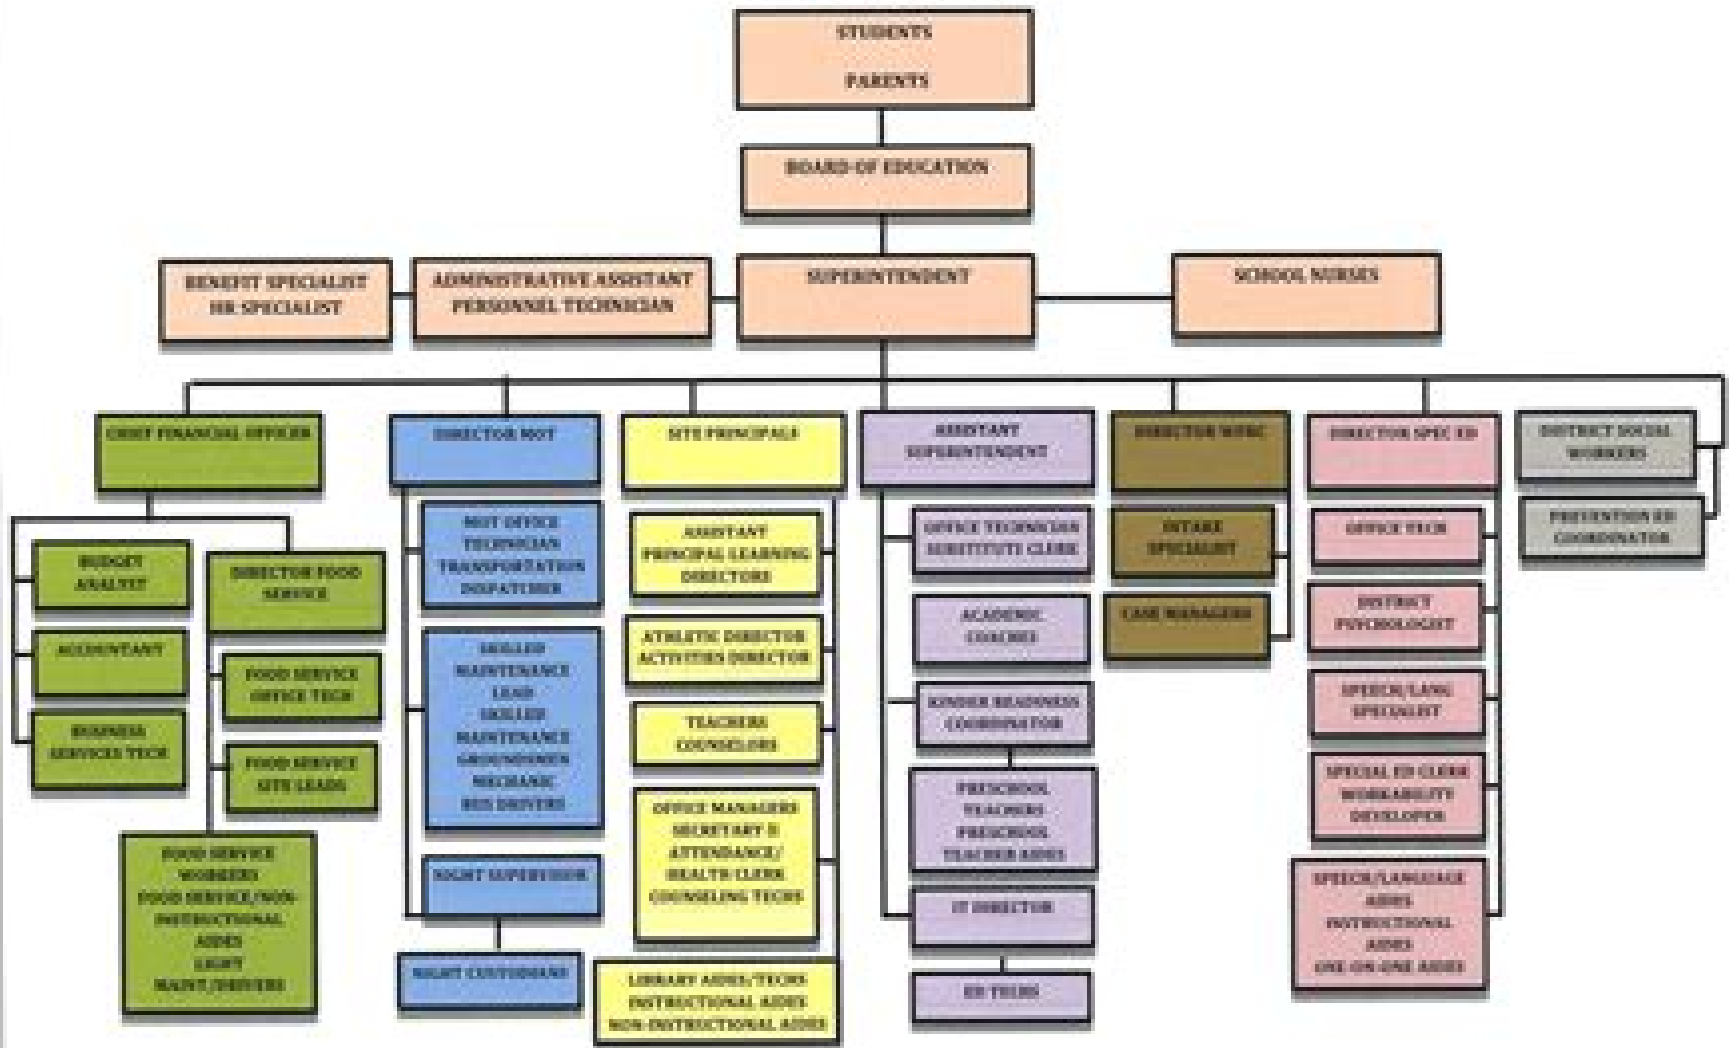 STUDENTS
PARENTS
BOARD OF EDUCATION
BENEFIT SPECIALIST
HR SPECIALIST
ADMINISTRATIVE ASSISTANT
PERSONNEL TECHNICIAN
SUPERINTENDENT
SCHOOL NURSES
CHIEF FINANCIAL OFFICER
BUDGET
ANALYST
ACCOUNTANT
BUSINESS
SERVICES TECH
DIRECTOR FOOD
SERVICE
FOOD SERVICE
OFFICE TECH
FOOD SERVICE
SITE LEADS
FOOD SERVICE
WORKERS
FOOD SERVICE/NON-
INSTRUCTIONAL
AIDES
LIGHT
MAINT./DRIVERS
DIRECTOR MOT
MOT OFFICE
TECHNICIAN
TRANSPORTATION
DISPATCHER
SKILLED
MAINTENANCE
LEAD
SKILLED
MAINTENANCE
GROUNDSMEN
MECHANIC
BUS DRIVERS
NIGHT SUPERVISOR
NIGHT CUSTODIANS
SITE PRINCIPALS
ASSISTANT
PRINCIPAL LEARNING
DIRECTORS
ATHLETIC DIRECTOR
ACTIVITIES DIRECTOR
TEACHERS
COUNSELORS
OFFICE MANAGERS
SECRETARY II
ATTENDANCE/
HEALTH CLERK
COUNSELING TECHS
LIBRARY AIDES/TECHS
INSTRUCTIONAL AIDES
NON-INSTRUCTIONAL AIDES
ASSISTANT
SUPERINTENDENT
OFFICE TECHNICIAN
SUBSTITUTE CLERK
ACADEMIC
COACHES
KINDER READINESS
COORDINATOR
PRESCHOOL
TEACHERS
PRESCHOOL
TEACHER AIDES
IT DIRECTOR
TECHS
DIRECTOR
INTAKE
SPECIALIST
CASE MANAGERS
DIRECTOR SPEC ED
OFFICE TECH
DISTRICT
PSYCHOLOGIST
SPEECH/LANG
SPECIALIST
SPECIAL ED CLERK
WORKABILITY
DEVELOPER
SPEECH/LANGUAGE
AIDES
INSTRUCTIONAL
AIDES
ONE-ON-ONE AIDES
DISTRICT SOCIAL
WORKERS
PREVENTION ED
COORDINATOR